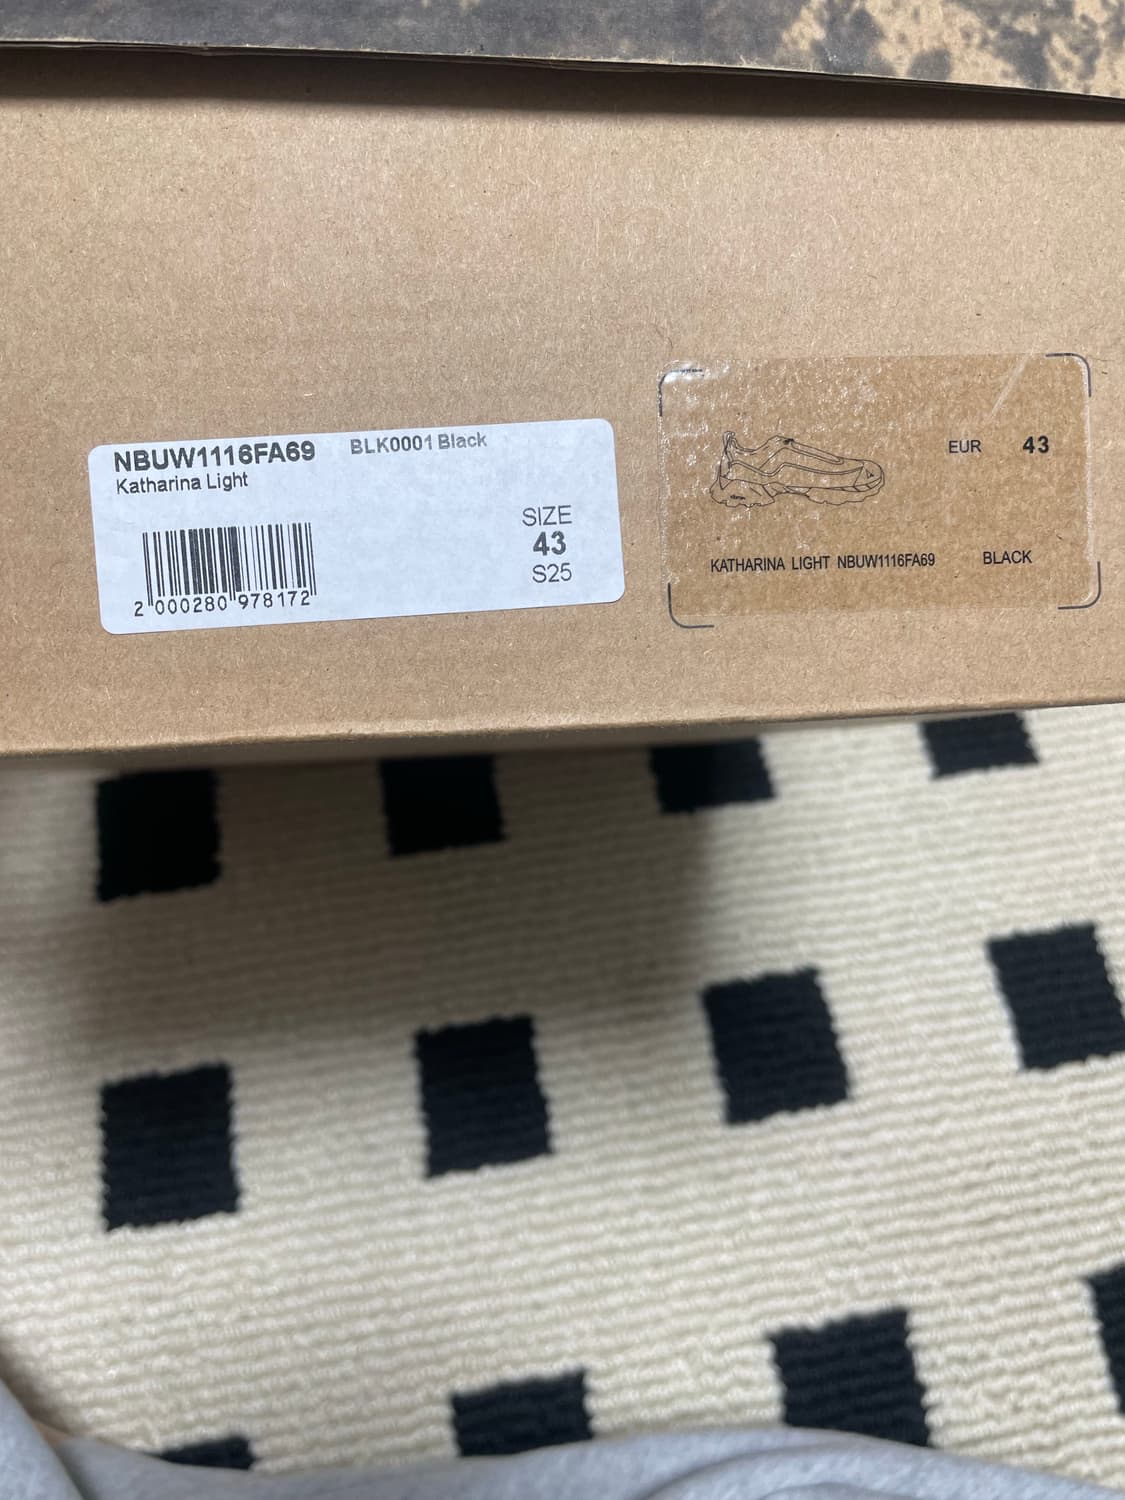 NBUW1116FA69 BLK0001 Black
Katharina Light
SIZE
43
S25
2 000280 978172
EUR 43
KATHARINA LIGHT NBUW1116FA69 BLACK